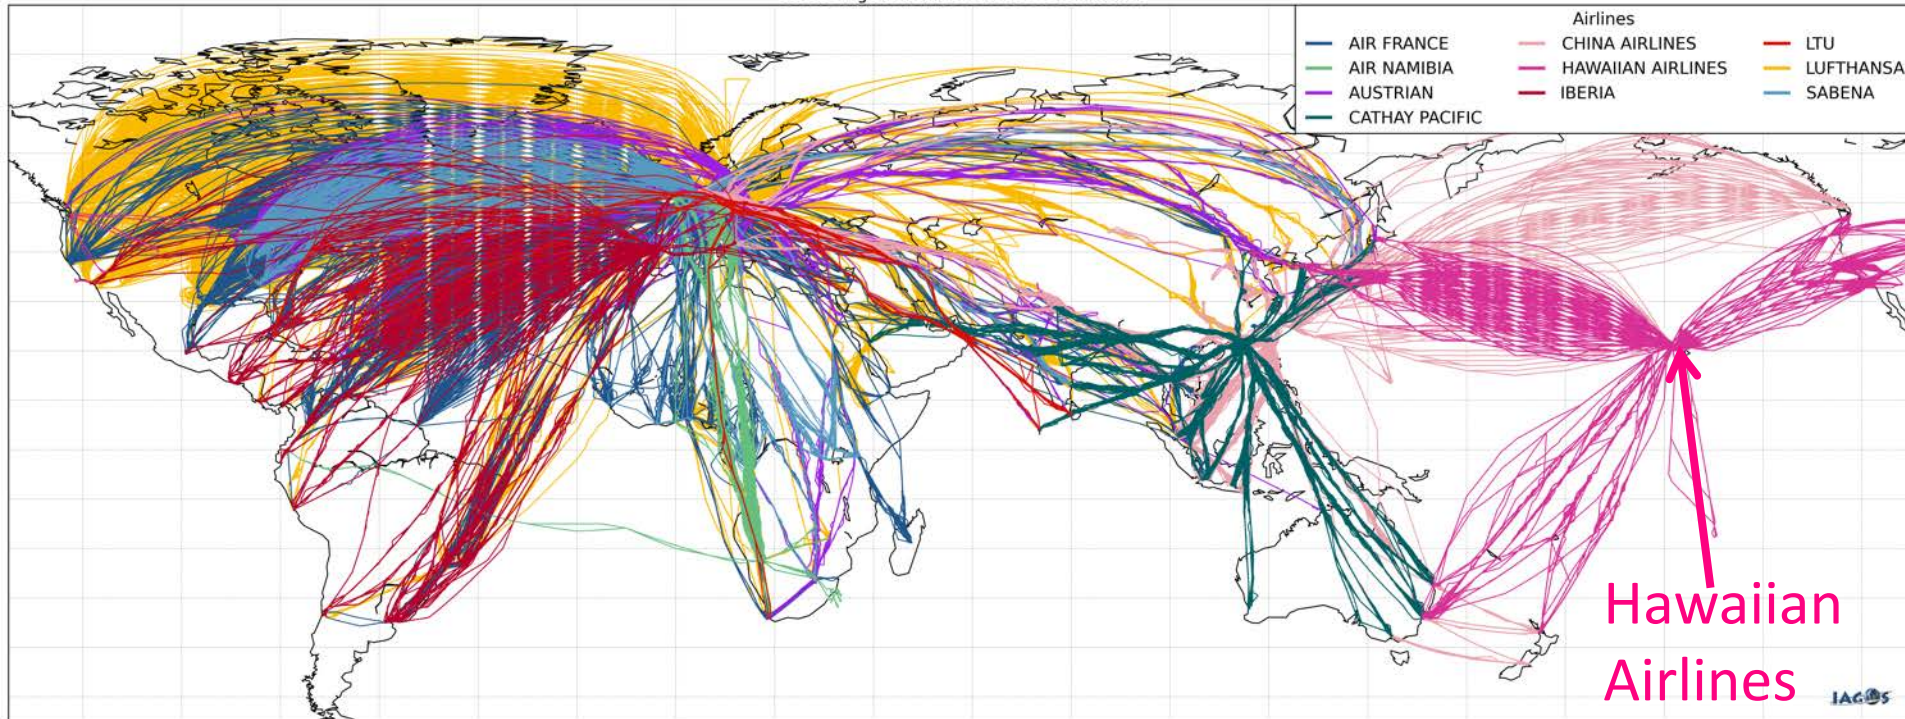 Airlines
AIR FRANCE
AIR NAMIBIA
AUSTRIAN
CATHAY PACIFIC
CHINA AIRLINES
HAWAIIAN AIRLINES
IBERIA
LTU
LUFTHANSA
SABENA
Hawaiian
Airlines
IAGOS